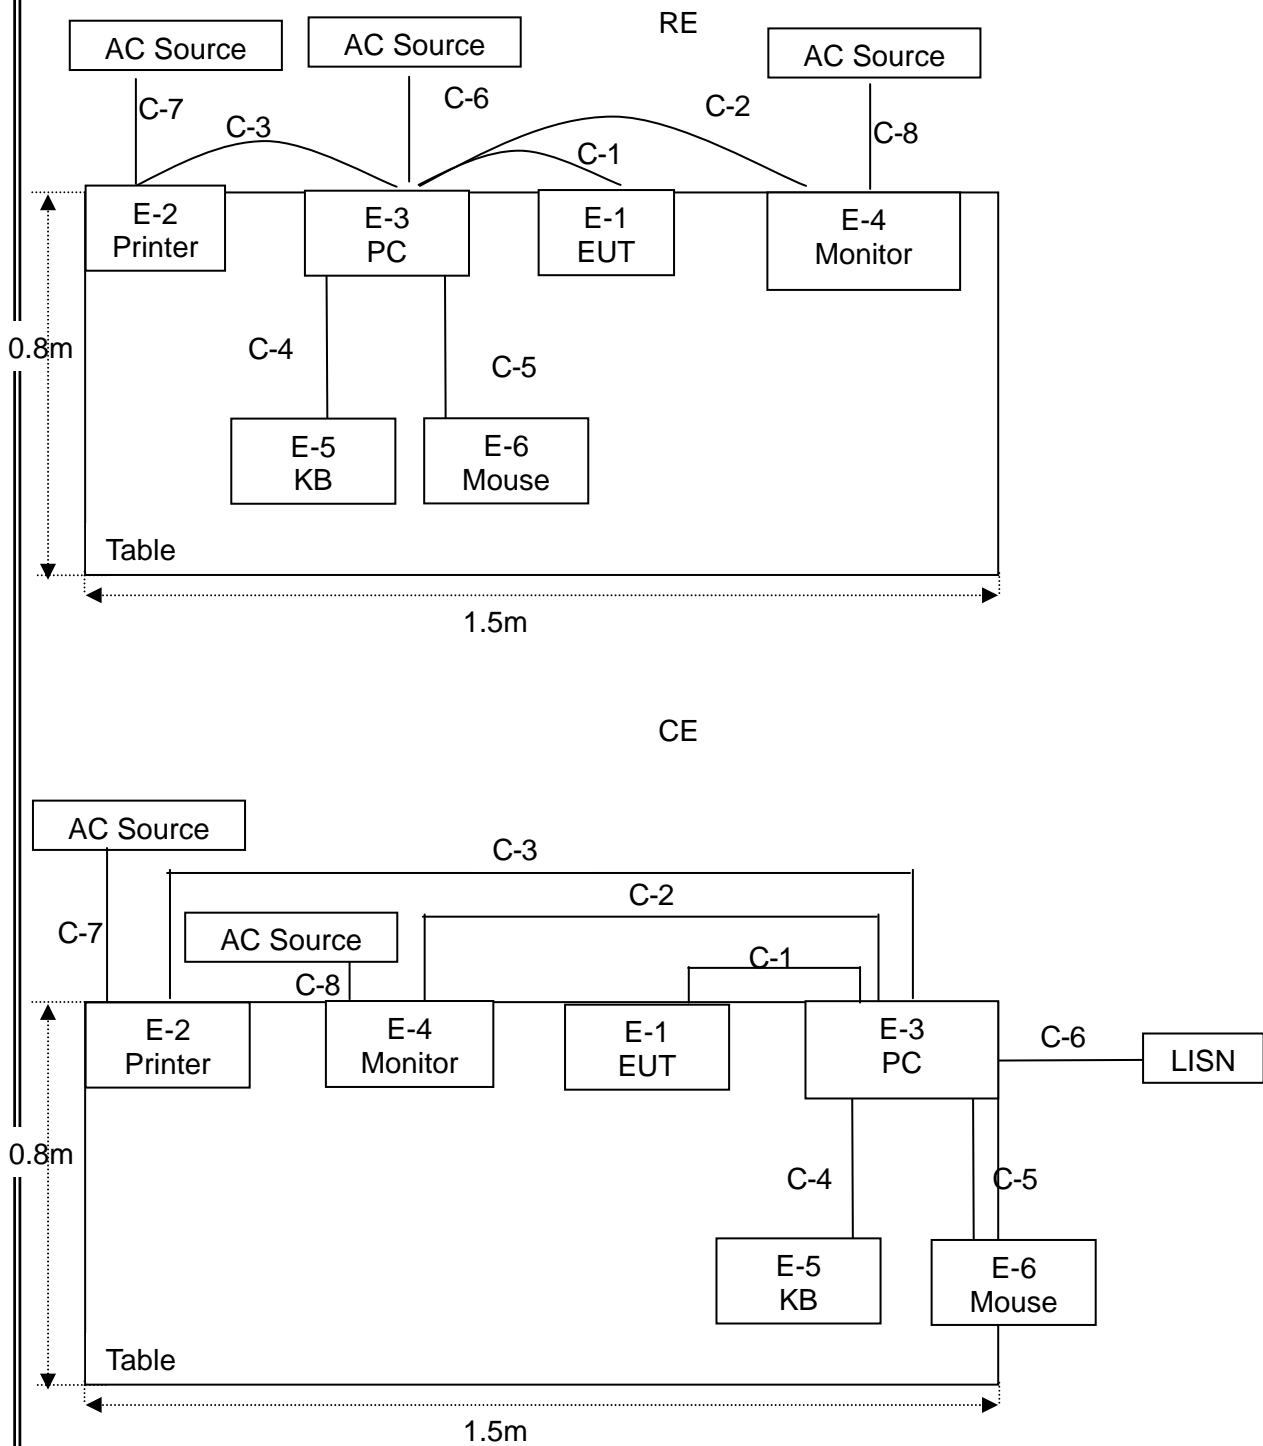 RE
AC Source
AC Source
AC Source
C-7
C-3
C-6
C-2
C-1
C-8
E-2
Printer
E-3
PC
E-1
EUT
E-4
Monitor
0.8m
C-4
C-5
E-5
KB
E-6
Mouse
Table
1.5m
CE
AC Source
C-3
C-2
C-7
AC Source
C-1
C-8
E-2
Printer
E-4
Monitor
E-1
EUT
E-3
PC
C-6
LISN
0.8m
C-4
C-5
E-5
KB
E-6
Mouse
Table
1.5m